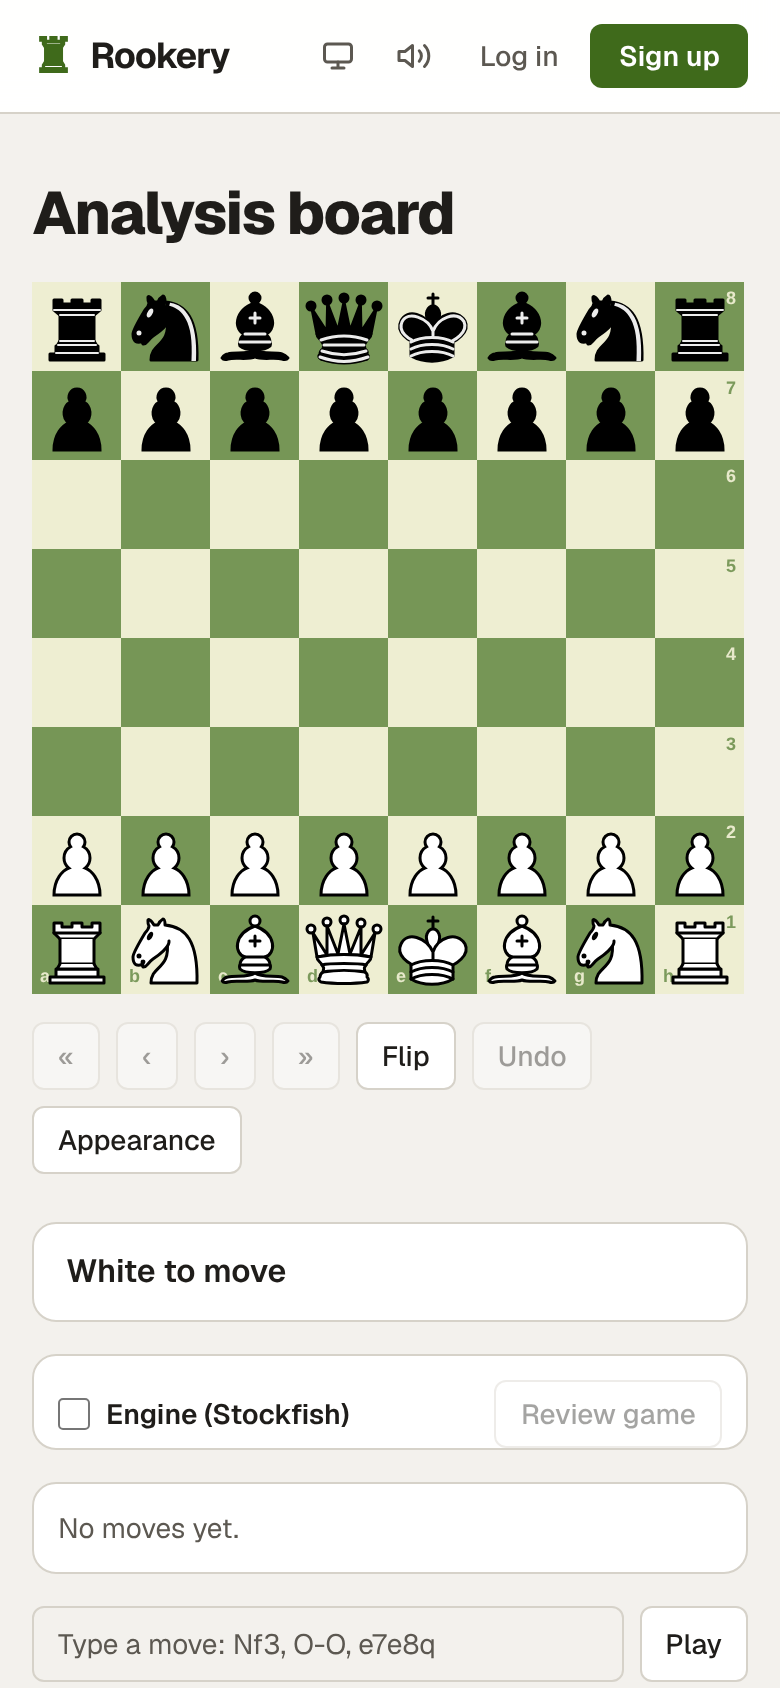 Rookery
Log in
Sign up
Analysis board
8
7
6
5
4
3
2
1
a b c d e f g h
« ‹ › » Flip Undo
Appearance
White to move
Engine (Stockfish) Review game
No moves yet.
Type a move: Nf3, O-O, e7e8q Play